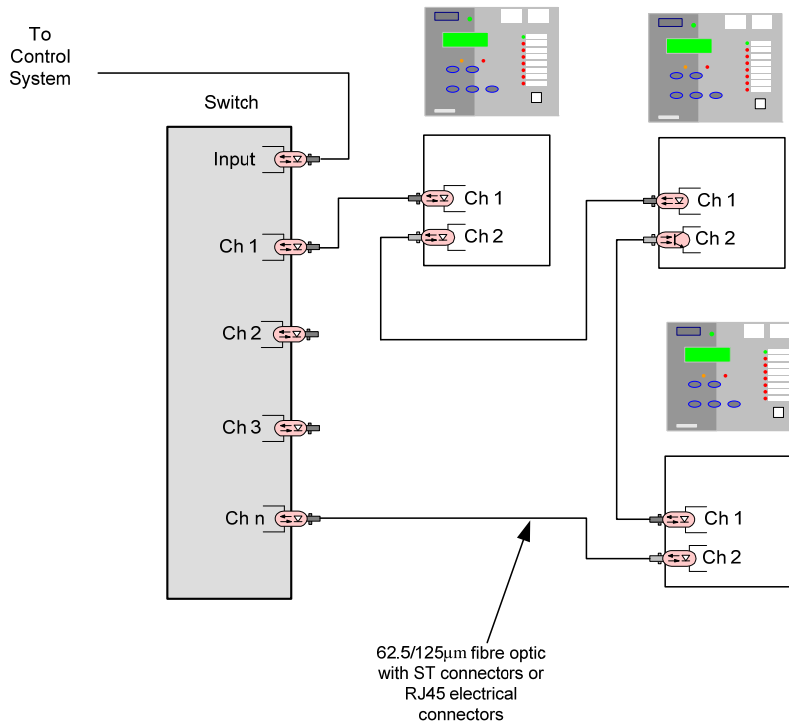 To
Control
System
Switch
Input
Ch 1
Ch 2
Ch 3
Ch n
Ch 1
Ch 2
Ch 1
Ch 2
Ch 1
Ch 2
62.5/125µm fibre optic
with ST connectors or
RJ45 electrical
connectors